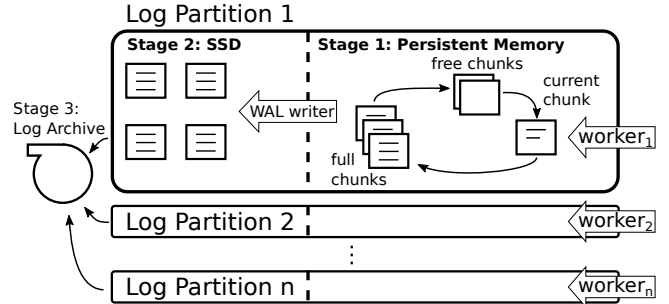 Log Partition 1
Stage 2: SSD
Stage 1: Persistent Memory
free chunks
current
chunk
Stage 3:
Log Archive
WAL writer
worker1
full
chunks
Log Partition 2
worker2
⋮
Log Partition n
workern